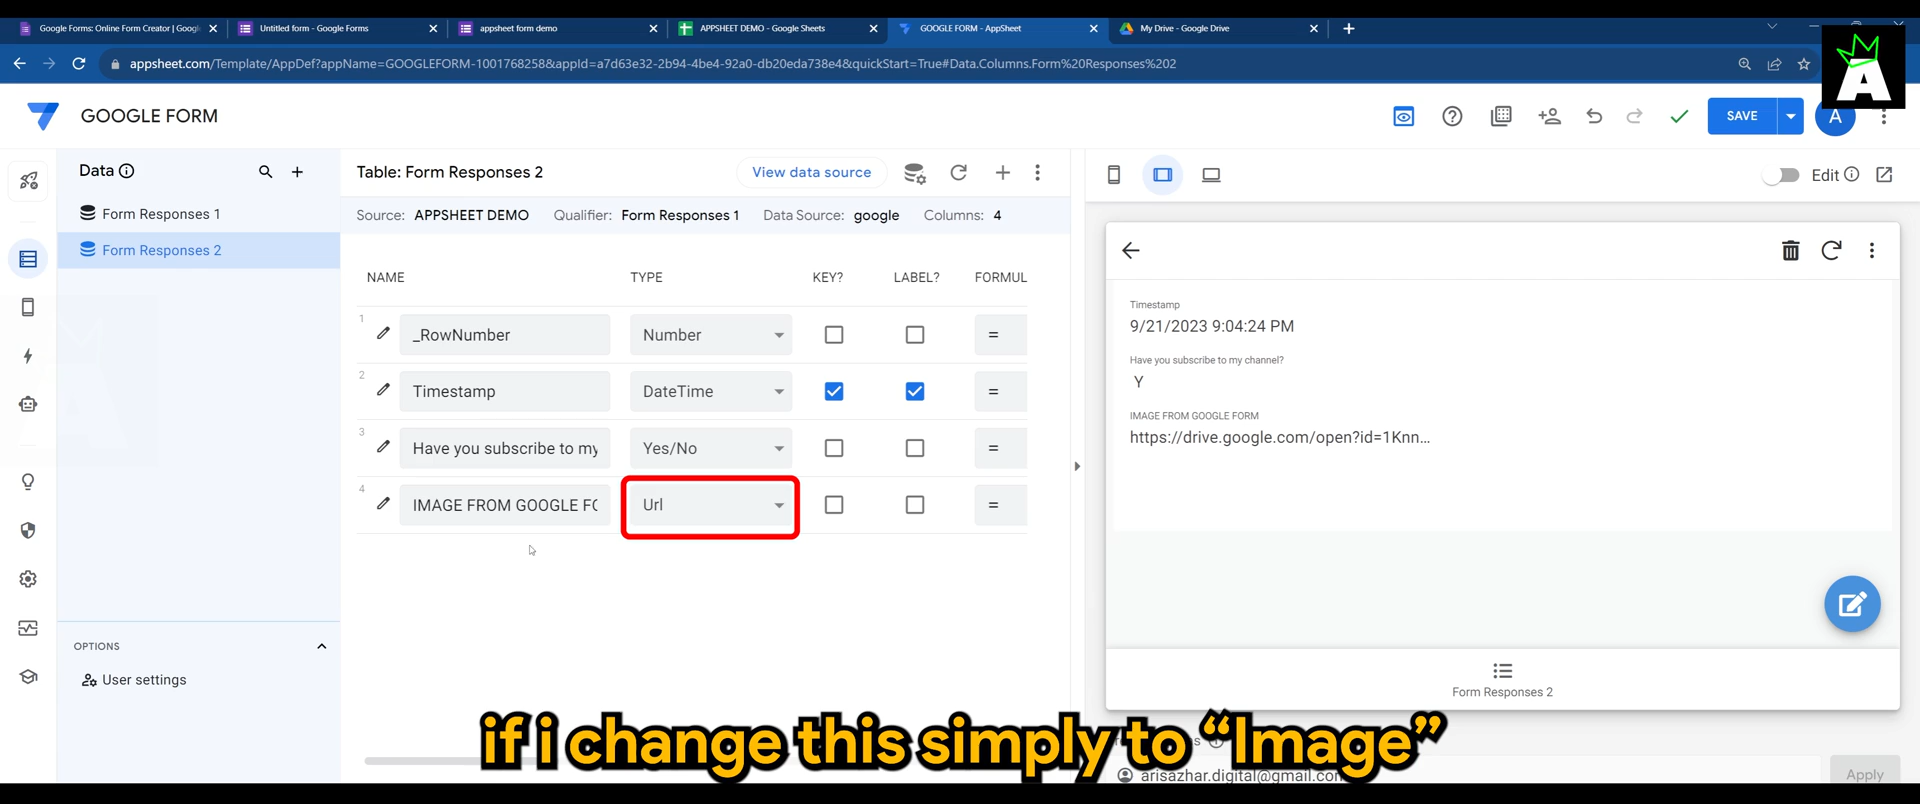 Google Forms: Online Form Creator | Googl
Untitled form - Google Forms
appsheet form demo
APPSHEET DEMO - Google Sheets
GOOGLE FORM - AppSheet
My Drive - Google Drive
appsheet.com/Template/AppDef?appName=GOOGLEFORM-1001768258&appId=a7d63e32-2b94-4be4-92a0-db20eda738e4&quickStart=True#Data.Columns.Form%20Responses%202
A
GOOGLE FORM
SAVE
A
Data
Form Responses 1
Form Responses 2
OPTIONS
User settings
Table: Form Responses 2
View data source
Source: APPSHEET DEMO Qualifier: Form Responses 1 Data Source: google Columns: 4
NAME TYPE KEY? LABEL? FORMUL
1 _RowNumber Number =
2 Timestamp DateTime =
3 Have you subscribe to my Yes/No =
4 IMAGE FROM GOOGLE FO Url =
Edit
Timestamp
9/21/2023 9:04:24 PM
Have you subscribe to my channel?
Y
IMAGE FROM GOOGLE FORM
https://drive.google.com/open?id=1Knn...
Form Responses 2
if i change this simply to “Image”
arisazhar.digital@gmail.com
Apply